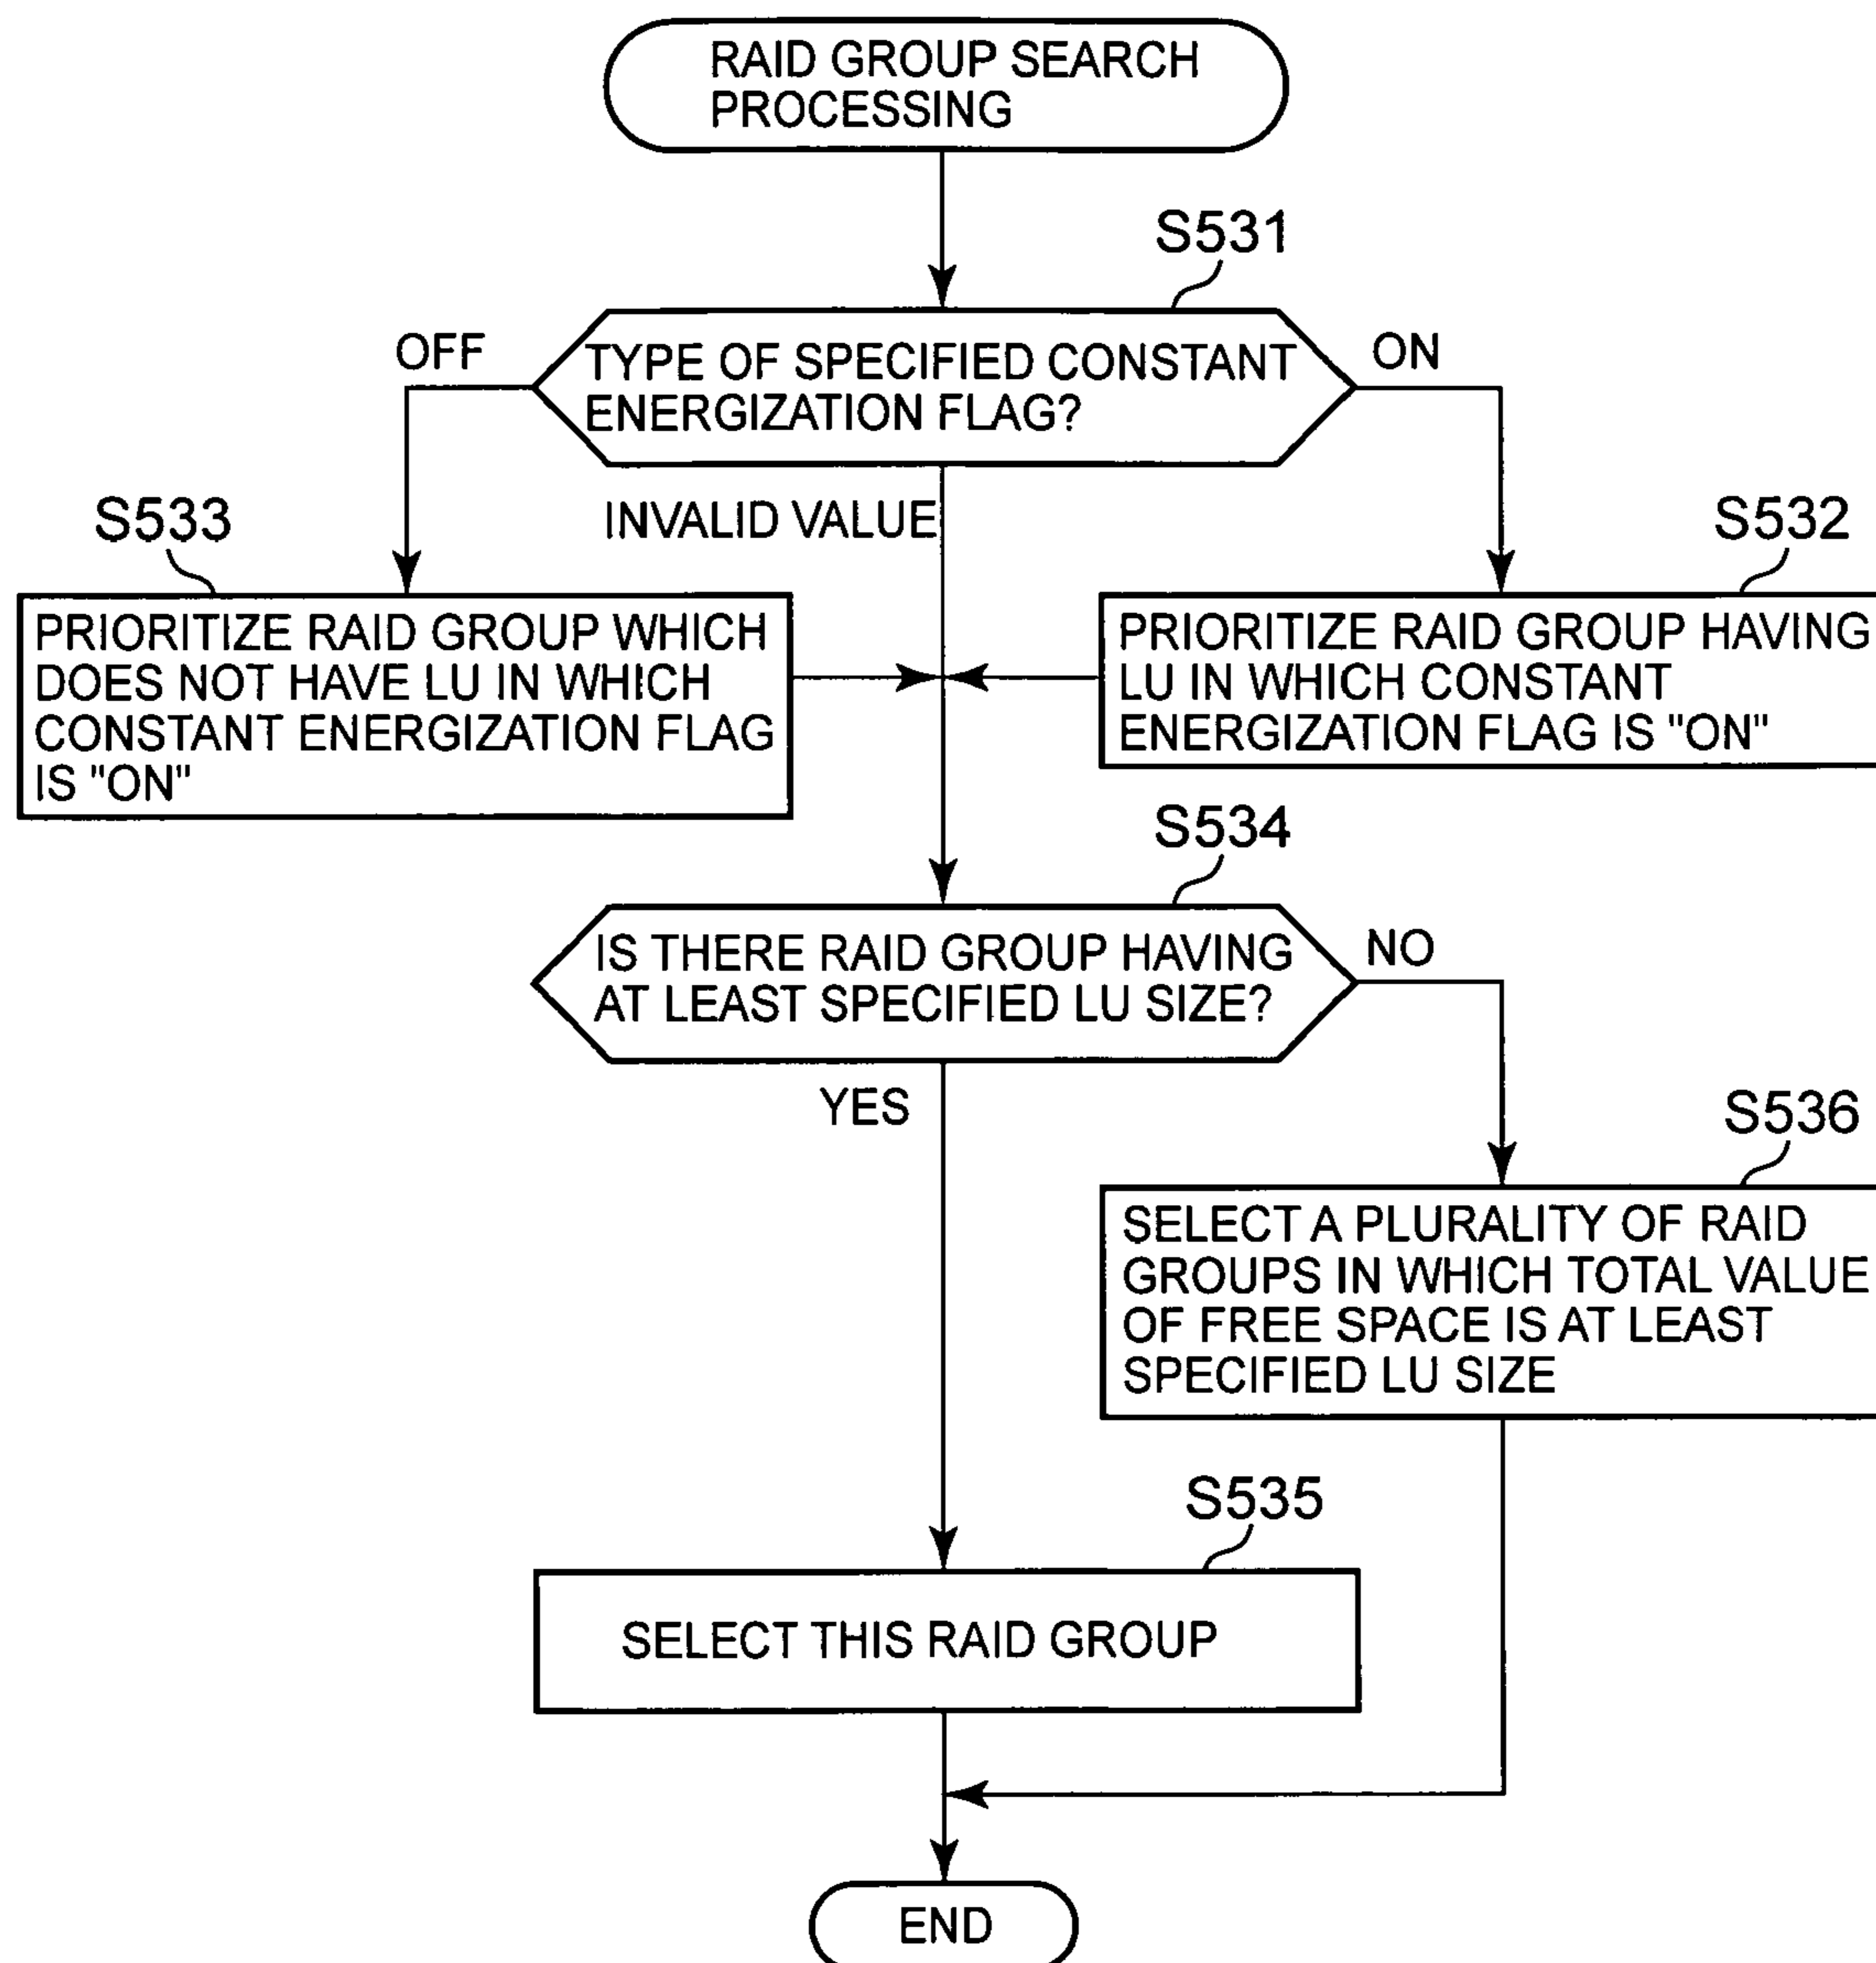 RAID GROUP SEARCH
PROCESSING
S531
OFF
TYPE OF SPECIFIED CONSTANT
ENERGIZATION FLAG?
ON
INVALID VALUE
S533
S532
PRIORITIZE RAID GROUP WHICH
DOES NOT HAVE LU IN WHICH
CONSTANT ENERGIZATION FLAG
IS "ON"
PRIORITIZE RAID GROUP HAVING
LU IN WHICH CONSTANT
ENERGIZATION FLAG IS "ON"
S534
IS THERE RAID GROUP HAVING
AT LEAST SPECIFIED LU SIZE?
NO
YES
S536
SELECT A PLURALITY OF RAID
GROUPS IN WHICH TOTAL VALUE
OF FREE SPACE IS AT LEAST
SPECIFIED LU SIZE
S535
SELECT THIS RAID GROUP
END